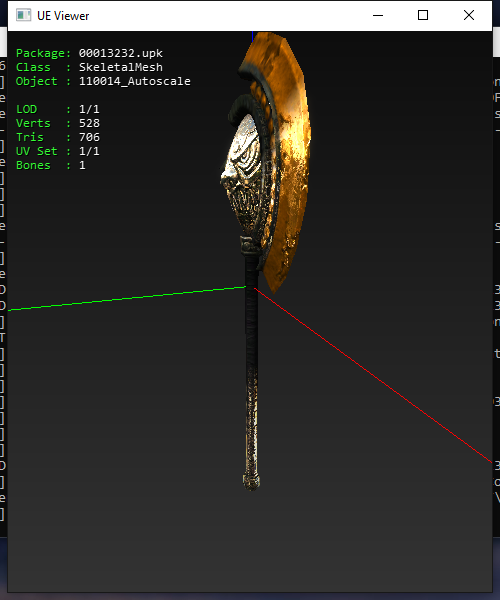 UE Viewer
Package: 00013232.upk
Class  : SkeletalMesh
Object : 110014_Autoscale
LOD    : 1/1
Verts  : 528
Tris   : 706
UV Set : 1/1
Bones  : 1